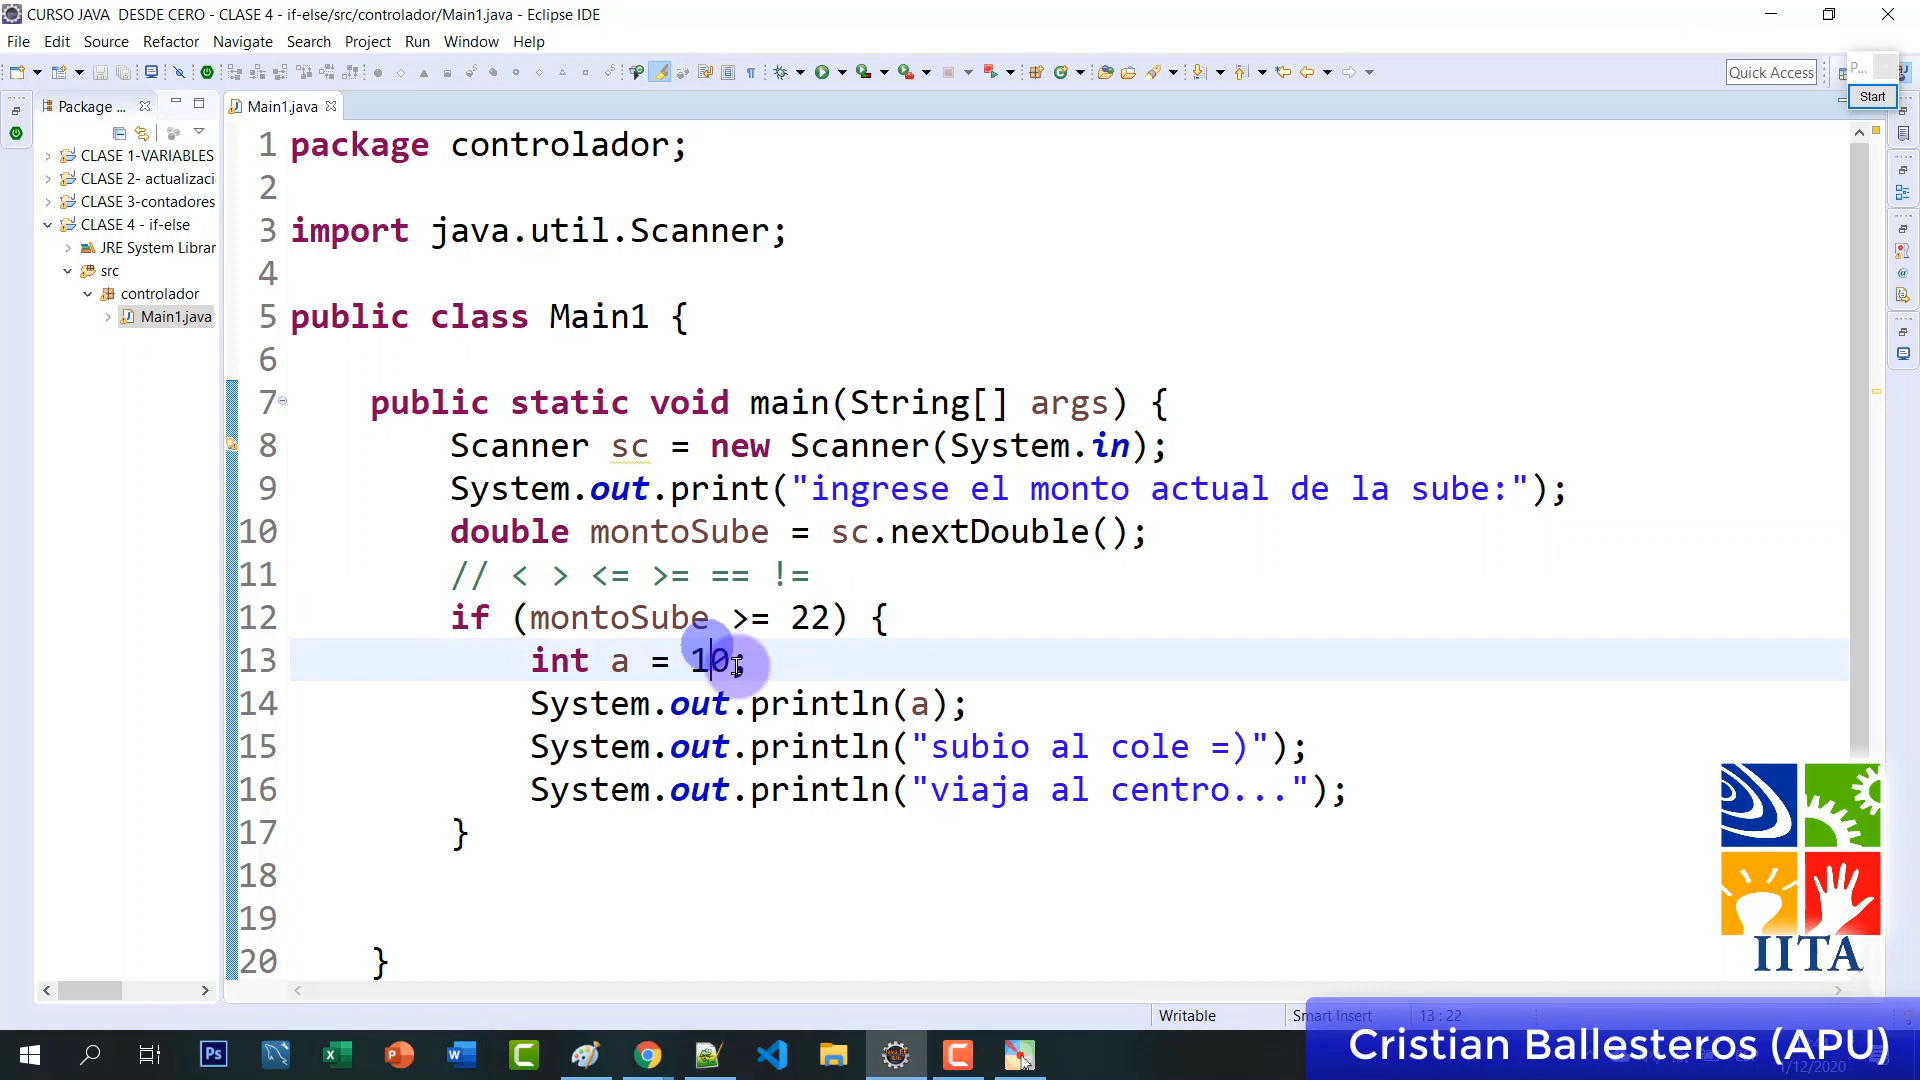 CURSO JAVA DESDE CERO - CLASE 4 - if-else/src/controlador/Main1.java - Eclipse IDE
File Edit Source Refactor Navigate Search Project Run Window Help
Quick Access
P...
Start
Package ...
Main1.java
CLASE 1-VARIABLES
CLASE 2- actualizaci
CLASE 3-contadores
CLASE 4 - if-else
JRE System Librar
src
controlador
Main1.java
1 package controlador;
2
3 import java.util.Scanner;
4
5 public class Main1 {
6
7 public static void main(String[] args) {
8 Scanner sc = new Scanner(System.in);
9 System.out.print("ingrese el monto actual de la sube:");
10 double montoSube = sc.nextDouble();
11 // < > <= >= == !=
12 if (montoSube >= 22) {
13 int a = 10;
14 System.out.println(a);
15 System.out.println("subio al cole =)");
16 System.out.println("viaja al centro...");
17 }
18
19
20 }
IITA
Writable
Smart Insert
13 : 22
Cristian Ballesteros (APU)
1/12/2020